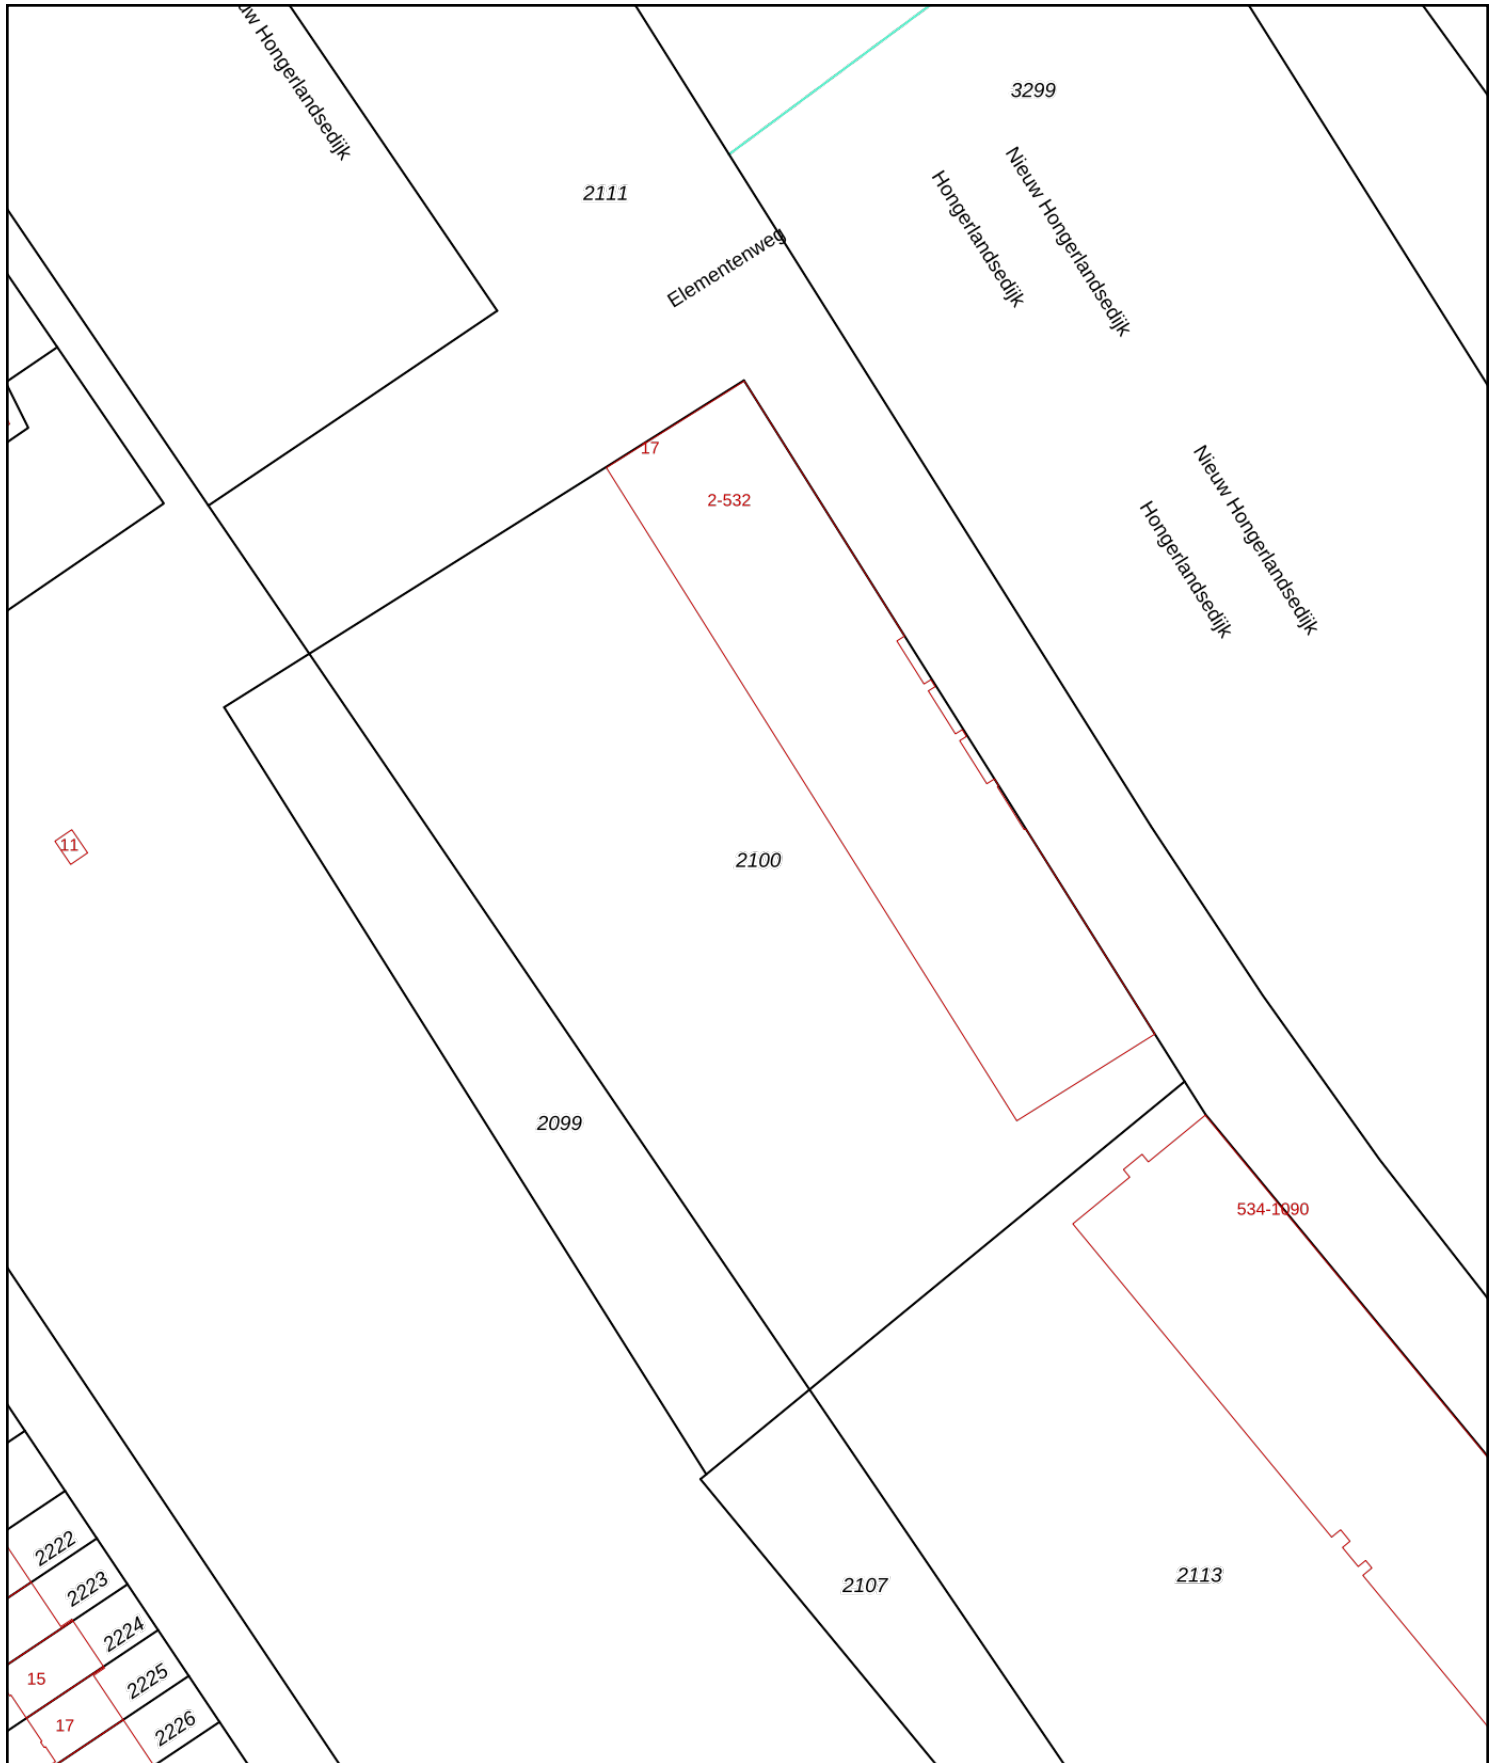 uw Hongerlandsedijk
3299
Nieuw Hongerlandsedijk
Hongerlandsedijk
2111
Elementenweg
17
2-532
Nieuw Hongerlandsedijk
Hongerlandsedijk
11
2100
2099
534-1090
2222
2223
2107
2113
2224
15
2225
17
2226